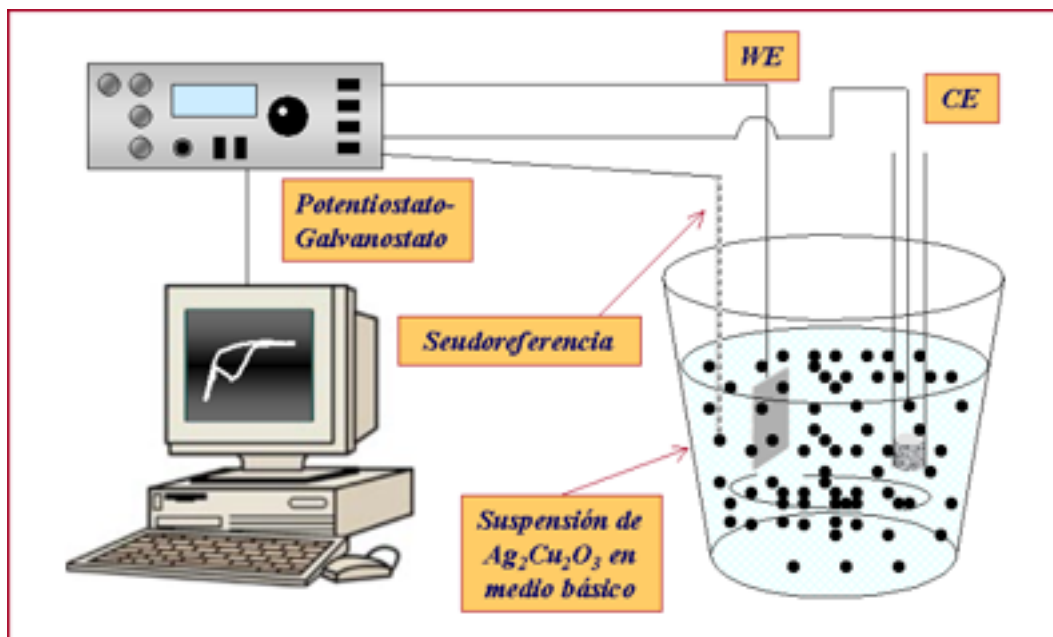 WE
CE
Potentiostato-
Galvanostato
Seudoreferencia
Suspensión de
Ag₂Cu₂O₃ en
medio básico